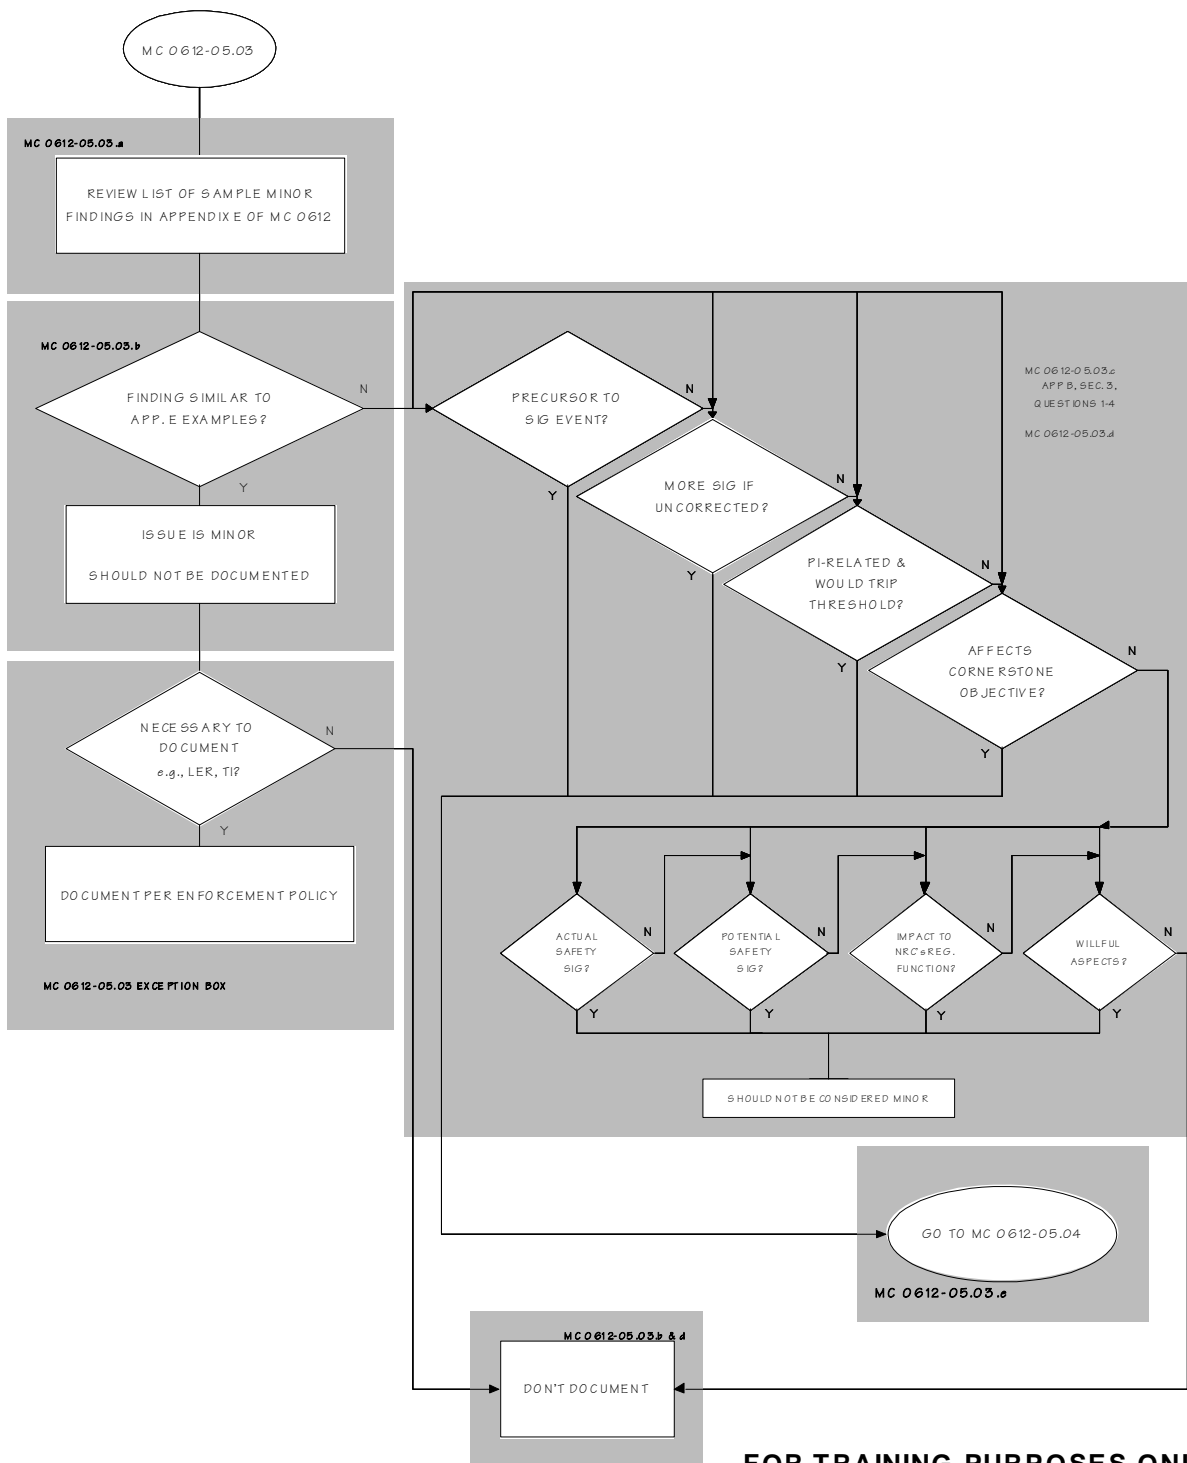 MC 0612-05.03
MC 0612-05.03.a
REVIEW LIST OF SAMPLE MINOR
FINDINGS IN APPENDIX E OF MC 0612
MC 0612-05.03.b
FINDING SIMILAR TO
APP. E EXAMPLES?
N
Y
ISSUE IS MINOR
SHOULD NOT BE DOCUMENTED
NECESSARY TO
DOCUMENT
e.g., LER, TI?
N
Y
DOCUMENT PER ENFORCEMENT POLICY
MC 0612-05.03 EXCEPTION BOX
MC 0612-05.03.c
APP B, SEC. 3,
QUESTIONS 1-4
MC 0612-05.03.d
PRECURSOR TO
SIG EVENT?
N
Y
MORE SIG IF
UNCORRECTED?
N
Y
PI-RELATED &
WOULD TRIP
THRESHOLD?
N
Y
AFFECTS
CORNERSTONE
OBJECTIVE?
N
Y
ACTUAL
SAFETY
SIG?
N
Y
POTENTIAL
SAFETY
SIG?
N
Y
IMPACT TO
NRC's REG.
FUNCTION?
N
Y
WILLFUL
ASPECTS?
N
Y
SHOULD NOT BE CONSIDERED MINOR
GO TO MC 0612-05.04
MC 0612-05.03.e
MC 0612-05.03.b & d
DON'T DOCUMENT
FOR TRAINING PURPOSES